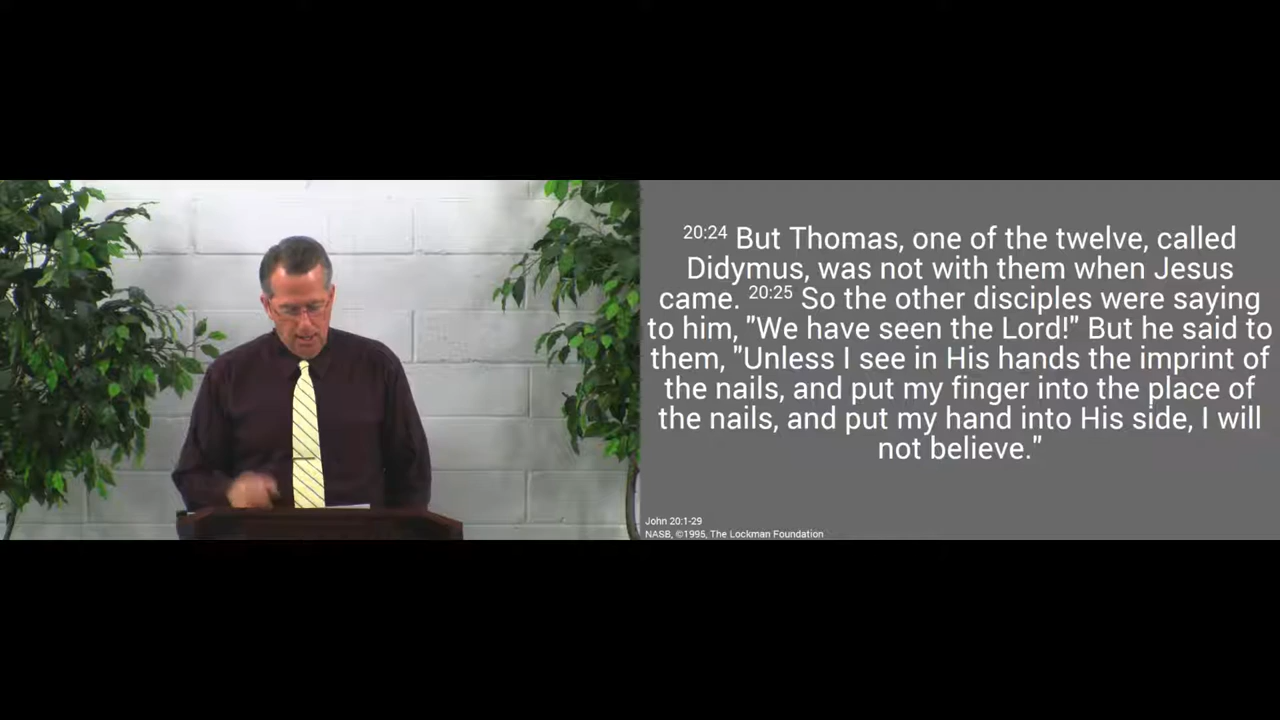 20:24 But Thomas, one of the twelve, called
Didymus, was not with them when Jesus
came. 20:25 So the other disciples were saying
to him, "We have seen the Lord!" But he said to
them, "Unless I see in His hands the imprint of
the nails, and put my finger into the place of
the nails, and put my hand into His side, I will
not believe."
John 20:1-29
NASB, ©1995, The Lockman Foundation